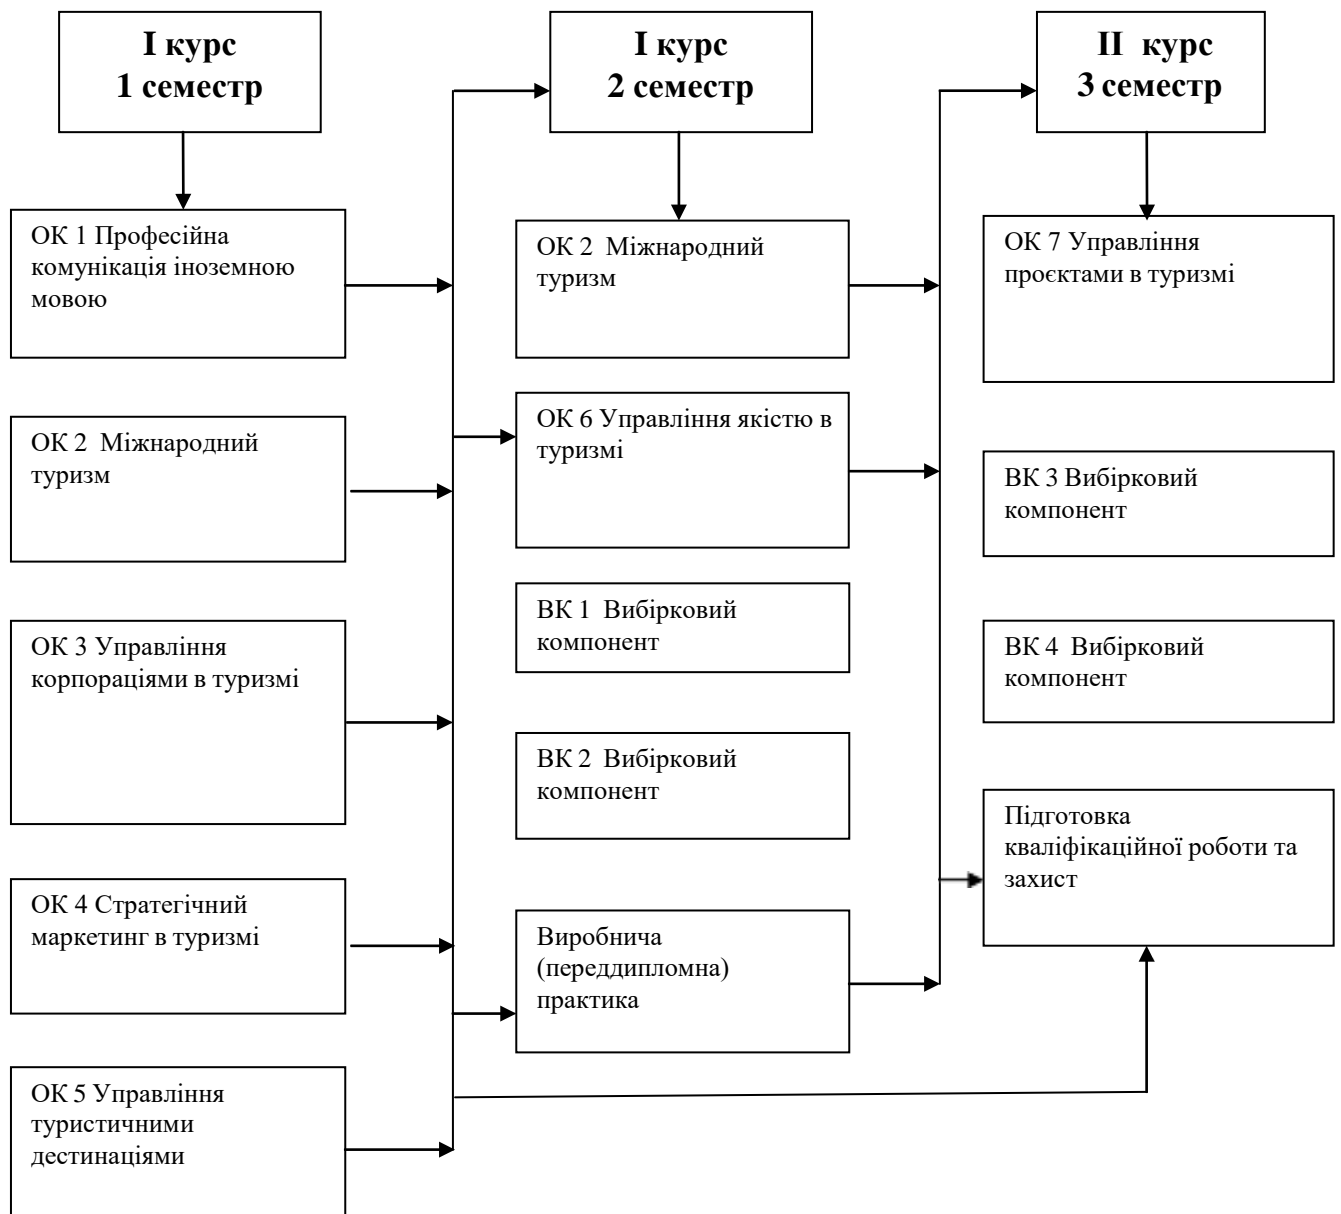 І курс
1 семестр
І курс
2 семестр
ІІ курс
3 семестр
ОК 1 Професійна
комунікація іноземною
мовою
ОК 2 Міжнародний
туризм
ОК 3 Управління
корпораціями в туризмі
ОК 4 Стратегічний
маркетинг в туризмі
ОК 5 Управління
туристичними
дестинаціями
ОК 2 Міжнародний
туризм
ОК 6 Управління якістю в
туризмі
ВК 1 Вибірковий
компонент
ВК 2 Вибірковий
компонент
Виробнича
(переддипломна)
практика
ОК 7 Управління
проєктами в туризмі
ВК 3 Вибірковий
компонент
ВК 4 Вибірковий
компонент
Підготовка
кваліфікаційної роботи та
захист